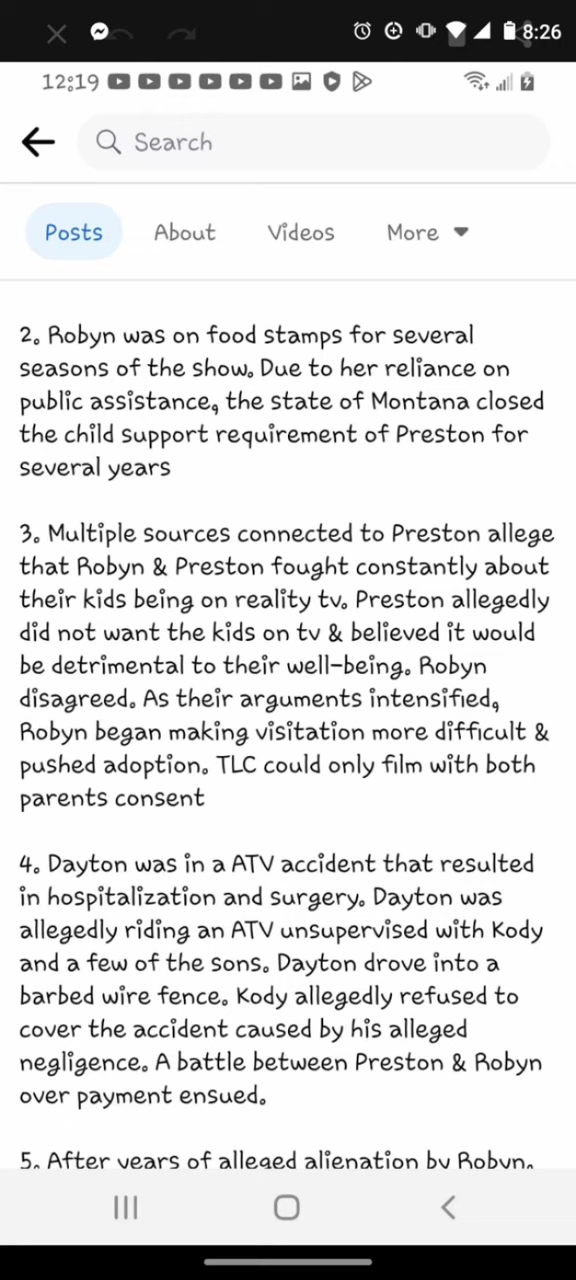 8:26
12:19
Search
Posts About Videos More
2. Robyn was on food stamps for several
seasons of the show. Due to her reliance on
public assistance, the state of Montana closed
the child support requirement of Preston for
several years
3. Multiple sources connected to Preston allege
that Robyn & Preston fought constantly about
their kids being on reality tv. Preston allegedly
did not want the kids on tv & believed it would
be detrimental to their well-being. Robyn
disagreed. As their arguments intensified,
Robyn began making visitation more difficult &
pushed adoption. TLC could only film with both
parents consent
4. Dayton was in a ATV accident that resulted
in hospitalization and surgery. Dayton was
allegedly riding an ATV unsupervised with Kody
and a few of the sons. Dayton drove into a
barbed wire fence. Kody allegedly refused to
cover the accident caused by his alleged
negligence. A battle between Preston & Robyn
over payment ensued.
5. After years of alleged alienation by Robyn,